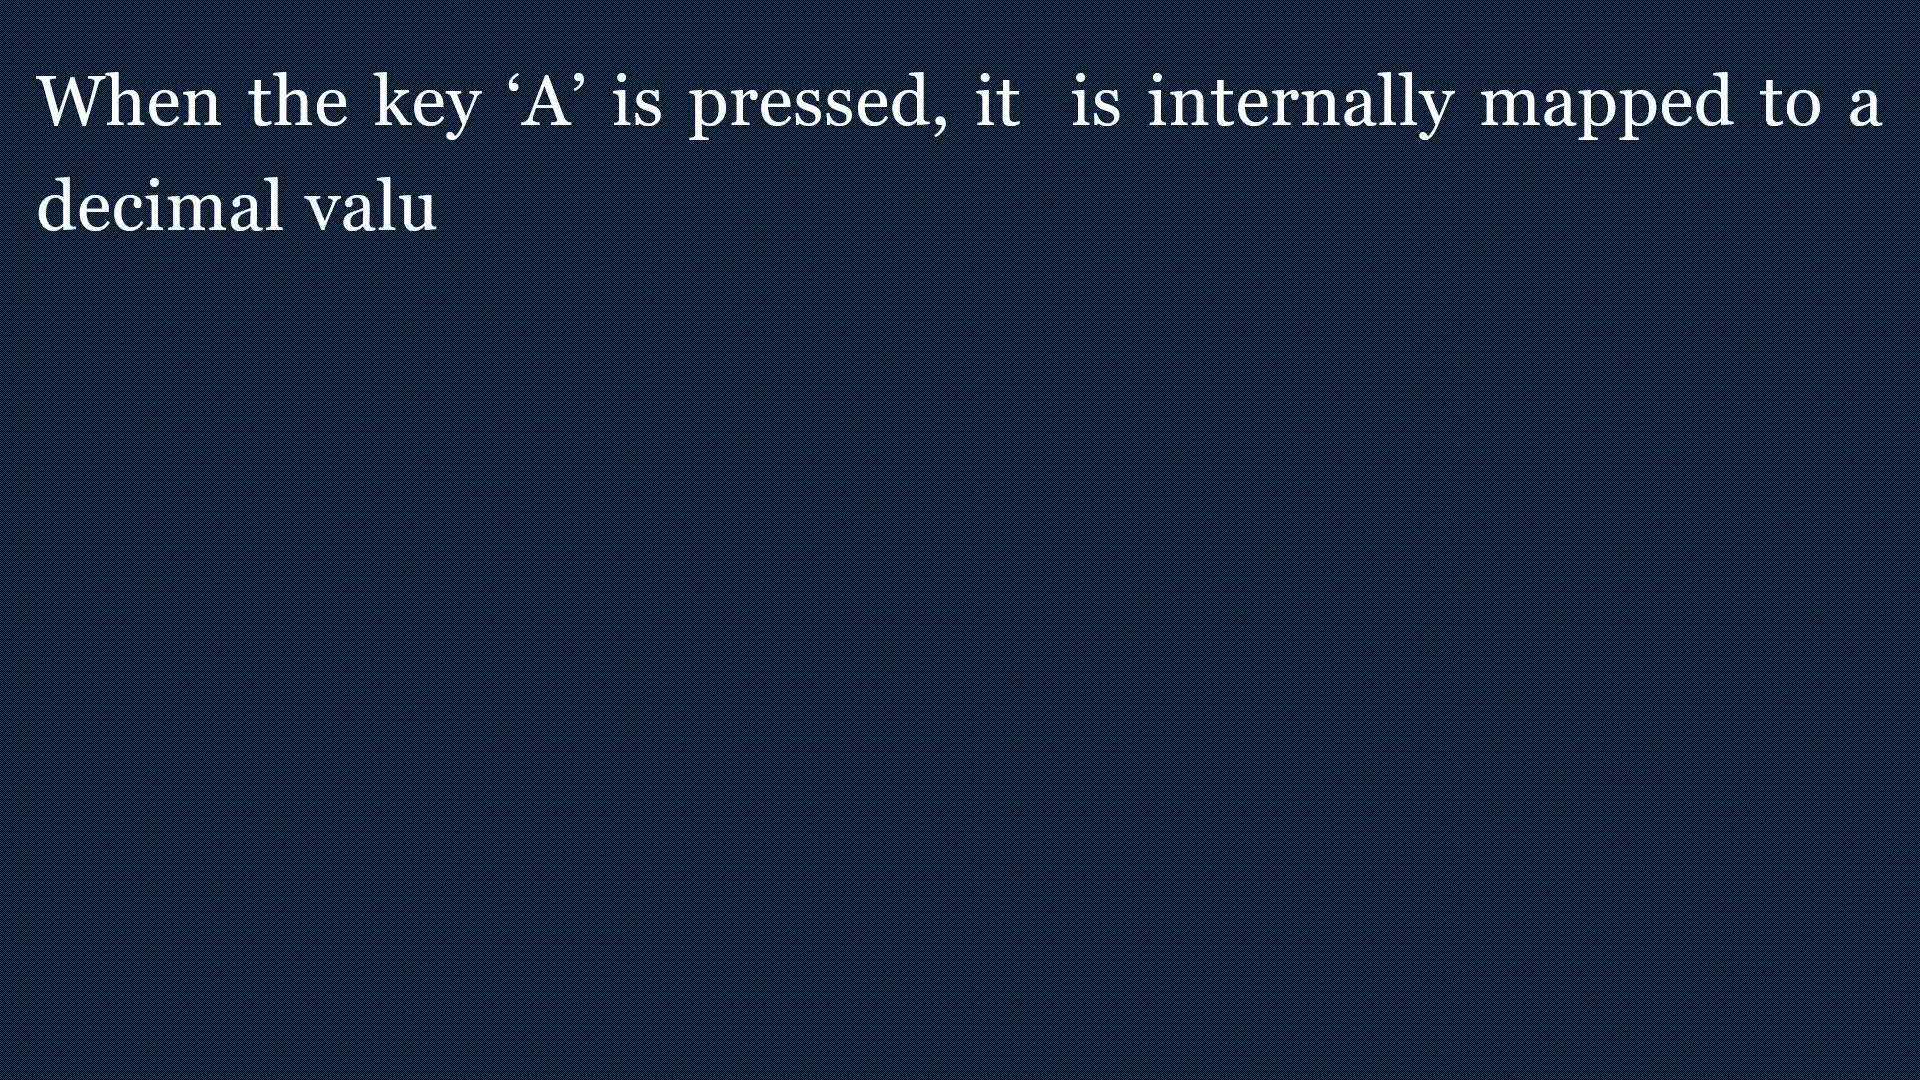 When the key ‘A’ is pressed, it  is internally mapped to a
decimal valu